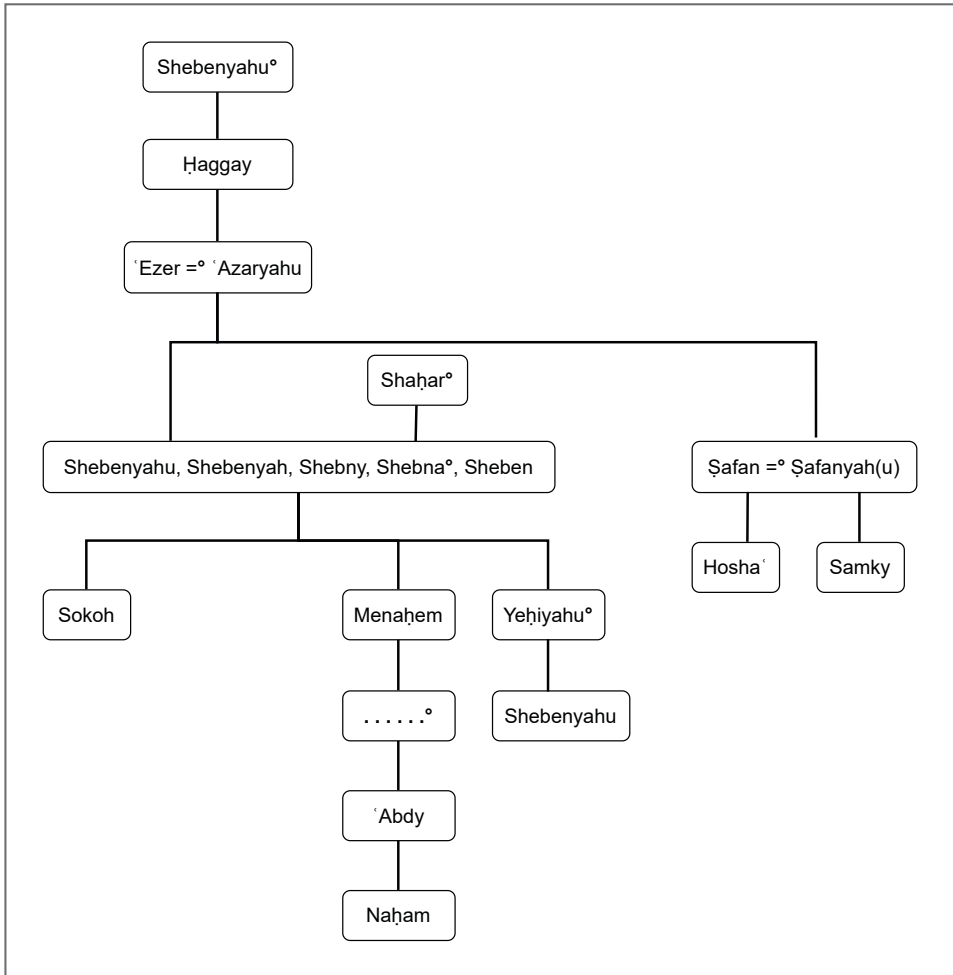 Shebenyahu°
Ḥaggay
ʿEzer =° ʿAzaryahu
Shaḥar°
Shebenyahu, Shebenyah, Shebny, Shebna°, Sheben
Ṣafan =° Ṣafanyah(u)
Hoshaʿ
Samky
Sokoh
Menaḥem
Yeḥiyahu°
. . . . . .°
Shebenyahu
ʿAbdy
Naḥam